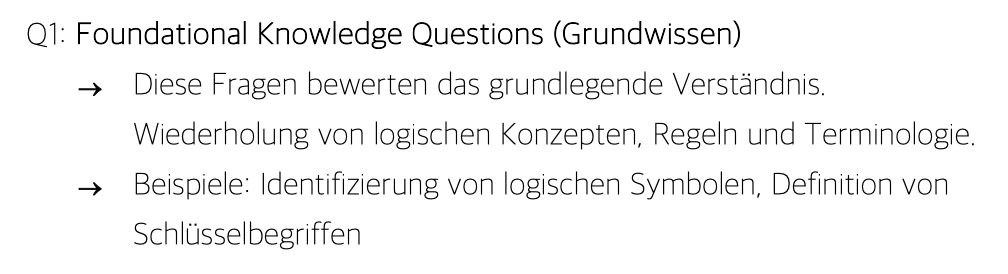 Q1: Foundational Knowledge Questions (Grundwissen)
→ Diese Fragen bewerten das grundlegende Verständnis.
Wiederholung von logischen Konzepten, Regeln und Terminologie.
→ Beispiele: Identifizierung von logischen Symbolen, Definition von
Schlüsselbegriffen